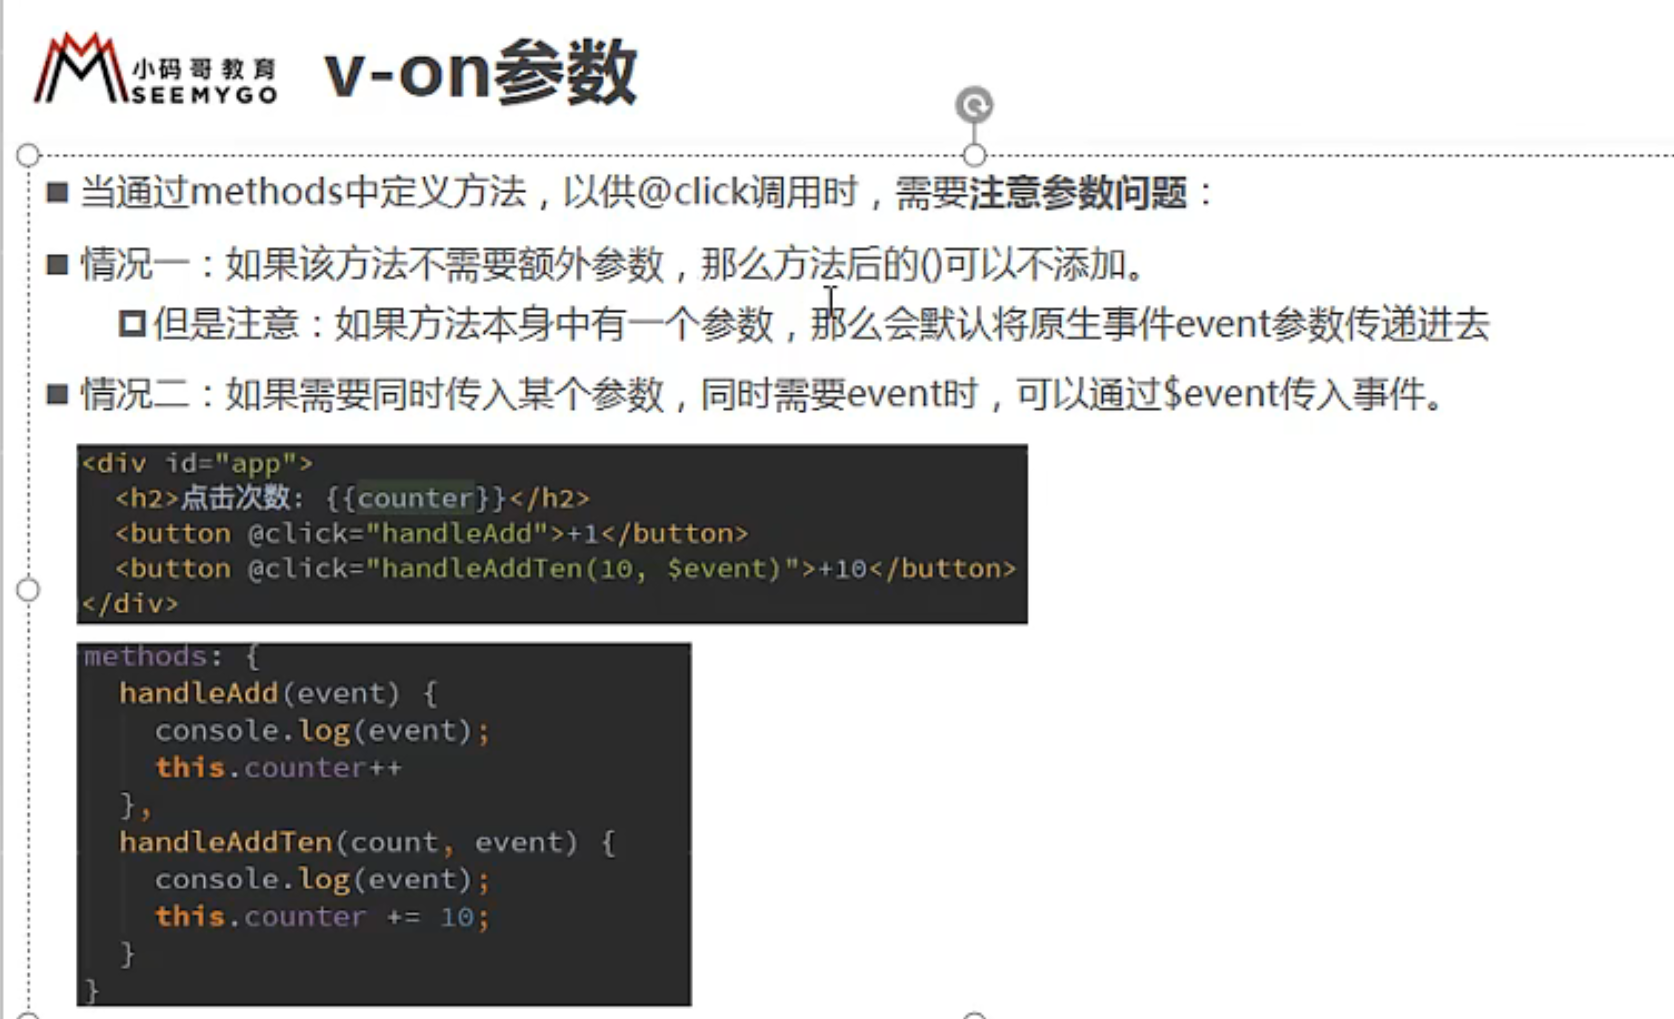 小码哥教育
SEEMYGO
v-on参数
当通过methods中定义方法，以供@click调用时，需要注意参数问题：
情况一：如果该方法不需要额外参数，那么方法后的()可以不添加。
但是注意：如果方法本身中有一个参数，那么会默认将原生事件event参数传递进去
情况二：如果需要同时传入某个参数，同时需要event时，可以通过$event传入事件。
<div id="app">
  <h2>点击次数: {{counter}}</h2>
  <button @click="handleAdd">+1</button>
  <button @click="handleAddTen(10, $event)">+10</button>
</div>
methods: {
  handleAdd(event) {
    console.log(event);
    this.counter++
  },
  handleAddTen(count, event) {
    console.log(event);
    this.counter += 10;
  }
}